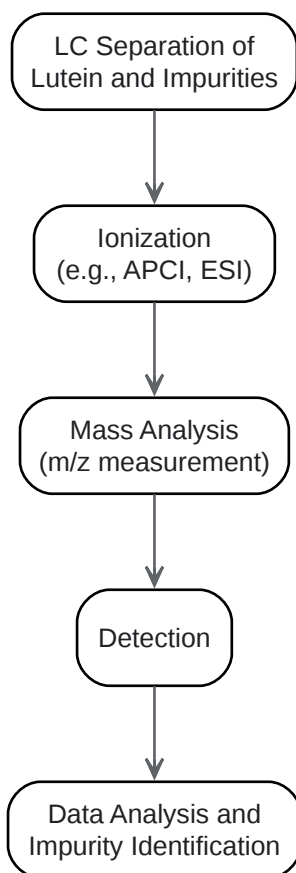 LC Separation of
Lutein and Impurities
Ionization
(e.g., APCI, ESI)
Mass Analysis
(m/z measurement)
Detection
Data Analysis and
Impurity Identification